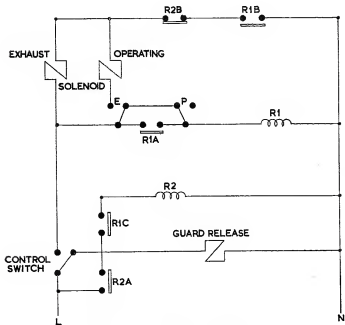 R2B
R1B
EXHAUST
OPERATING
SOLENOID
E
P
R1A
R1
R2
R1C
GUARD RELEASE
CONTROL
SWITCH
R2A
L
N